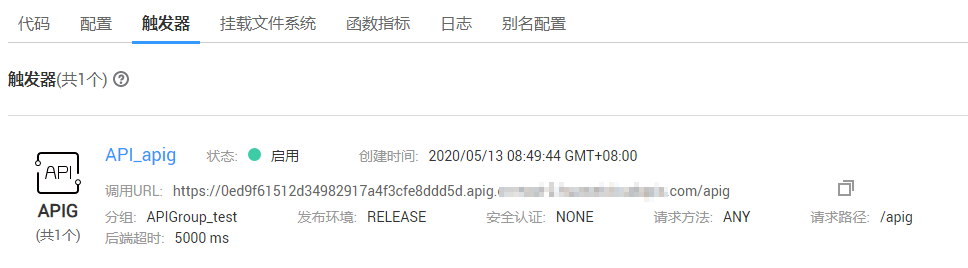 代码 配置 触发器 挂载文件系统 函数指标 日志 别名配置
触发器(共1个)
API_apig 状态: 启用 创建时间: 2020/05/13 08:49:44 GMT+08:00
API
调用URL: https://0ed9f61512d34982917a4f3cfe8ddd5d.apig. .com/apig
APIG 分组: APIGroup_test 发布环境: RELEASE 安全认证: NONE 请求方法: ANY 请求路径: /apig
(共1个) 后端超时: 5000 ms